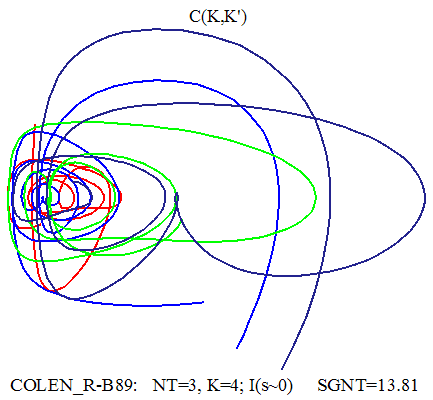 C(K,K')
COLEN_R-B89: NT=3, K=4; I(s~0) SGNT=13.81